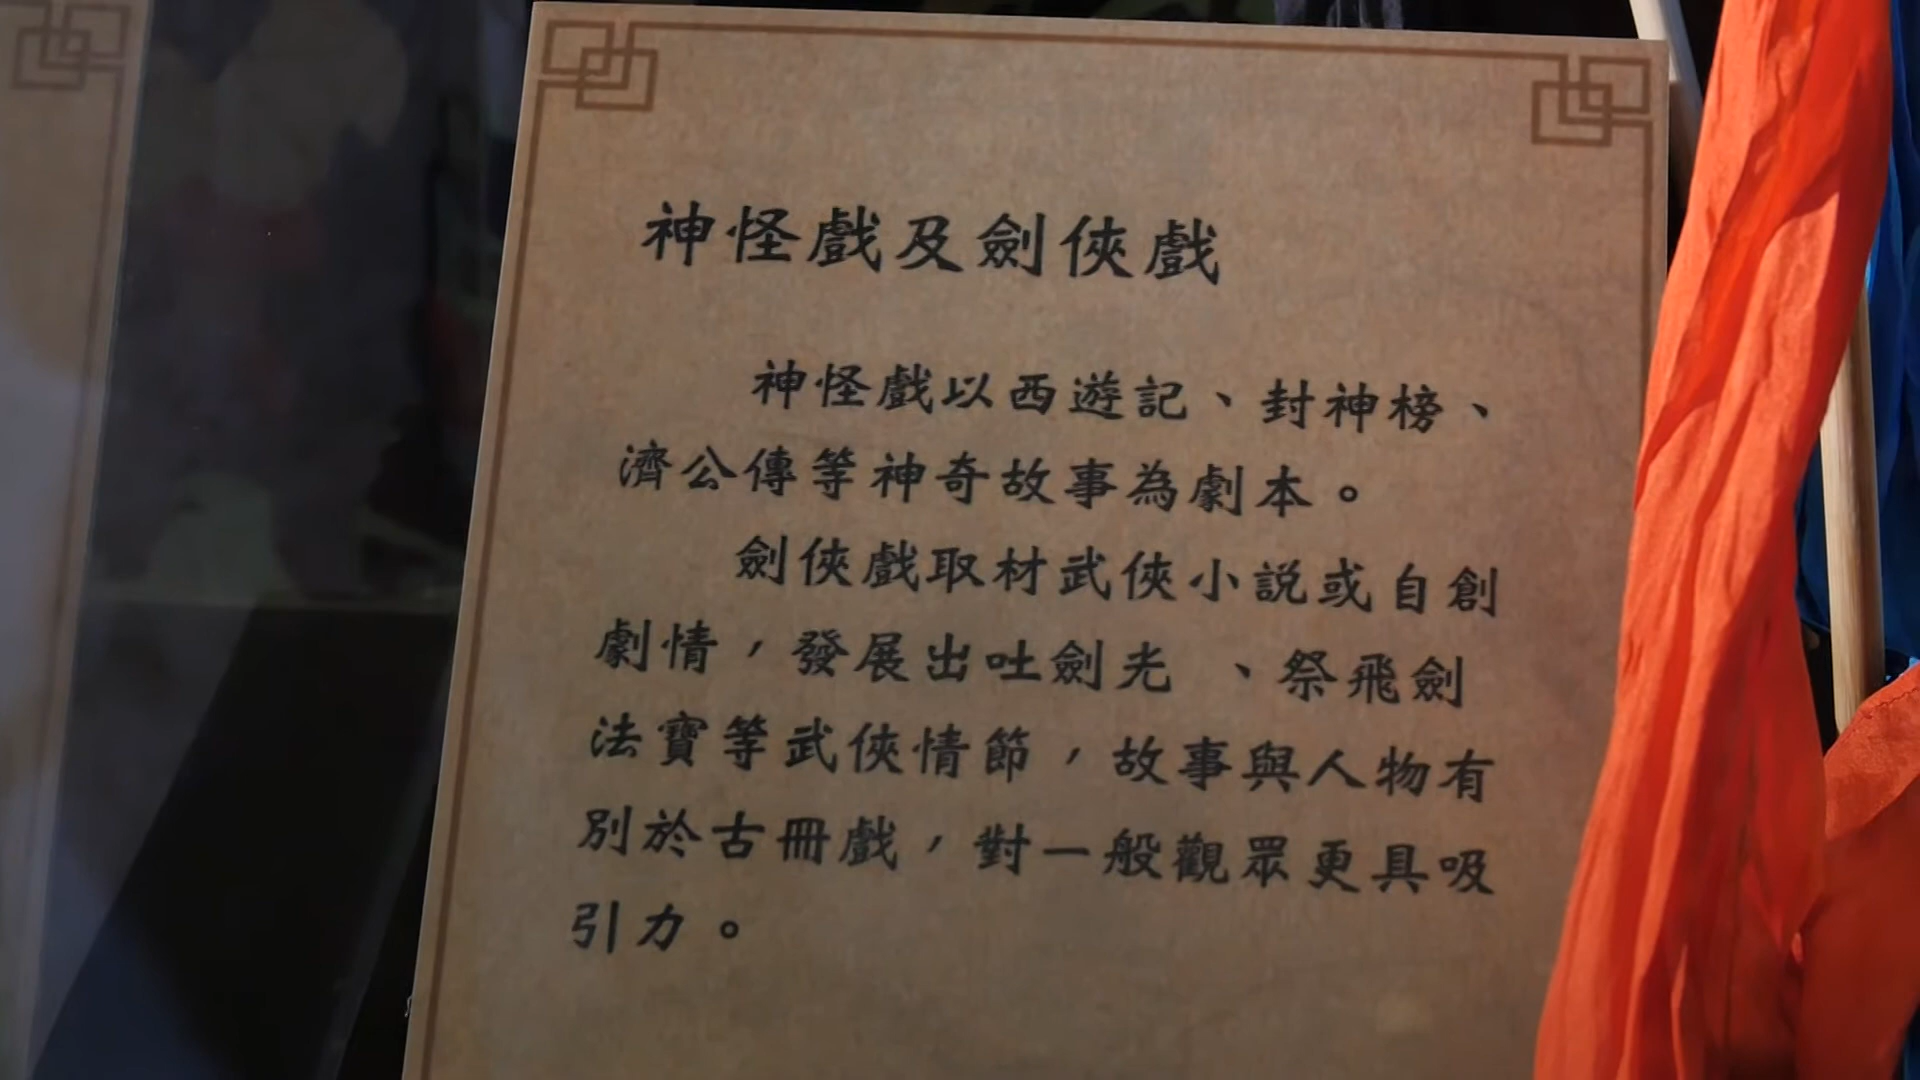 神怪戲及劍俠戲
神怪戲以西遊記、封神榜、
濟公傳等神奇故事為劇本。
劍俠戲取材武俠小說或自創
劇情，發展出吐劍光 、祭飛劍
法寶等武俠情節，故事與人物有
別於古冊戲，對一般觀眾更具吸
引力。